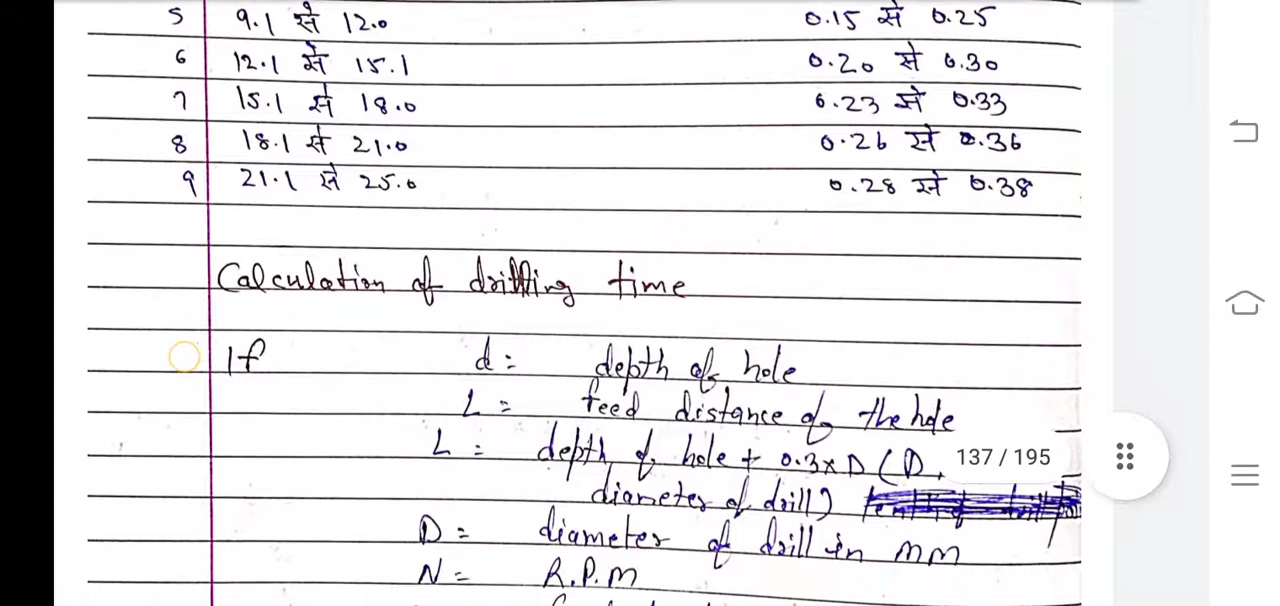 5 9.1 से 12.0 0.15 से 0.25
6 12.1 से 15.1 0.20 से 0.30
7 15.1 से 18.0 0.23 से 0.33
8 18.1 से 21.0 0.26 से 0.36
9 21.1 से 25.0 0.28 से 0.38
Calculation of drilling time
If d = depth of hole
L = feed distance of the hole
L = depth of hole + 0.3 x D (D,
137 / 195
diameter of drill)
D = diameter of drill in mm
N = R.P.M